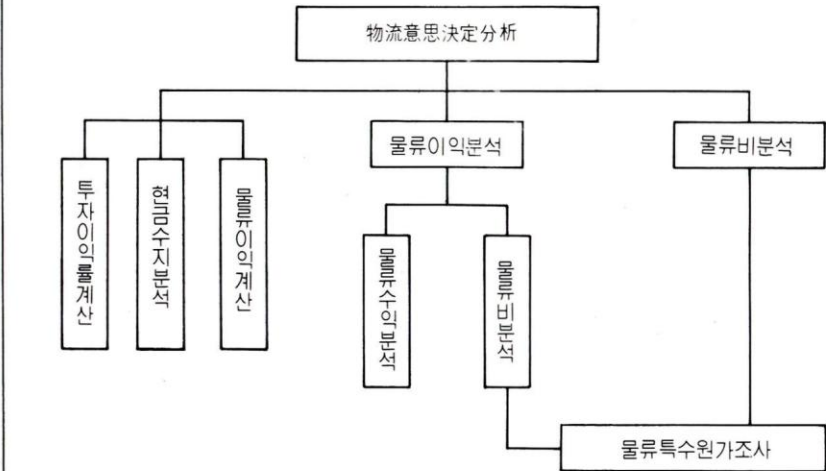 物流意思決定分析
물류이익분석
물류비분석
투자이익률계산
현금수지분석
물류이익계산
물류수익분석
물류비분석
물류특수원가조사